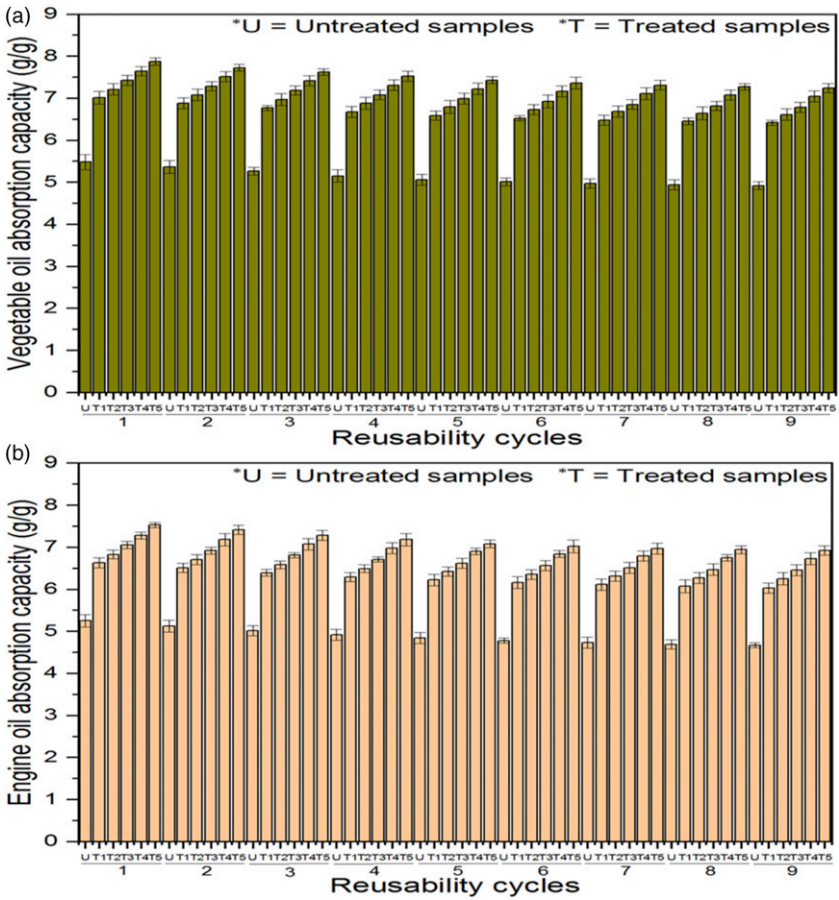 (a)
*U = Untreated samples *T = Treated samples
Vegetable oil absorption capacity (g/g)
9
8
7
6
5
4
3
2
1
0
U T1T2T3T4T5 U T1T2T3T4T5 U T1T2T3T4T5 U T1T2T3T4T5 U T1T2T3T4T5 U T1T2T3T4T5 U T1T2T3T4T5 U T1T2T3T4T5 U T1T2T3T4T5
1 2 3 4 5 6 7 8 9
Reusability cycles
(b)
*U = Untreated samples *T = Treated samples
Engine oil absorption capacity (g/g)
9
8
7
6
5
4
3
2
1
0
U T1T2T3T4T5 U T1T2T3T4T5 U T1T2T3T4T5 U T1T2T3T4T5 U T1T2T3T4T5 U T1T2T3T4T5 U T1T2T3T4T5 U T1T2T3T4T5 U T1T2T3T4T5
1 2 3 4 5 6 7 8 9
Reusability cycles